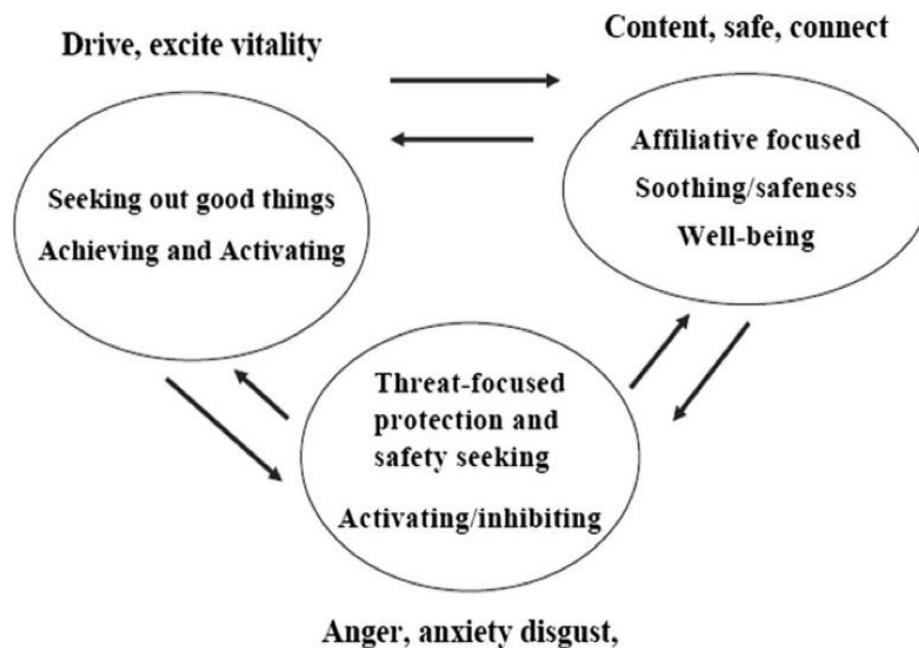 Drive, excite vitality
Content, safe, connect
Seeking out good things
Achieving and Activating
Affiliative focused
Soothing/safeness
Well-being
Threat-focused
protection and
safety seeking
Activating/inhibiting
Anger, anxiety disgust,